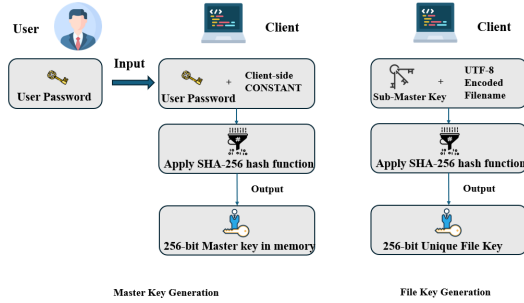 User
Client
Client
Input
User Password
User Password
+
Client-side
CONSTANT
Sub-Master Key
+
UTF-8
Encoded
Filename
Apply SHA-256 hash function
Apply SHA-256 hash function
Output
Output
256-bit Master key in memory
256-bit Unique File Key
Master Key Generation
File Key Generation